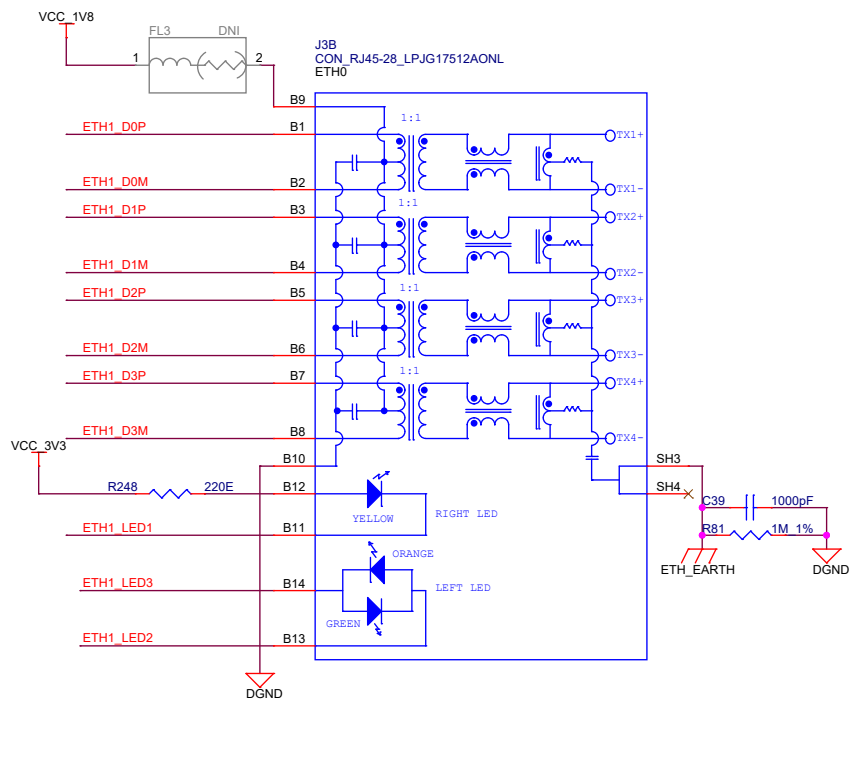 VCC_1V8
FL3 DNI
1 2
J3B
CON_RJ45-28_LPJG17512AONL
ETH0
B9
1:1
ETH1_D0P B1 TX1+
ETH1_D0M B2 TX1-
1:1
ETH1_D1P B3 TX2+
ETH1_D1M B4 TX2-
1:1
ETH1_D2P B5 TX3+
ETH1_D2M B6 TX3-
1:1
ETH1_D3P B7 TX4+
ETH1_D3M B8 TX4-
VCC_3V3
B10 SH3
R248 220E B12 SH4
C39 1000pF
YELLOW RIGHT LED
ETH1_LED1 B11 R81 1M_1%
ORANGE
ETH_EARTH DGND
ETH1_LED3 B14 LEFT LED
GREEN
ETH1_LED2 B13
DGND